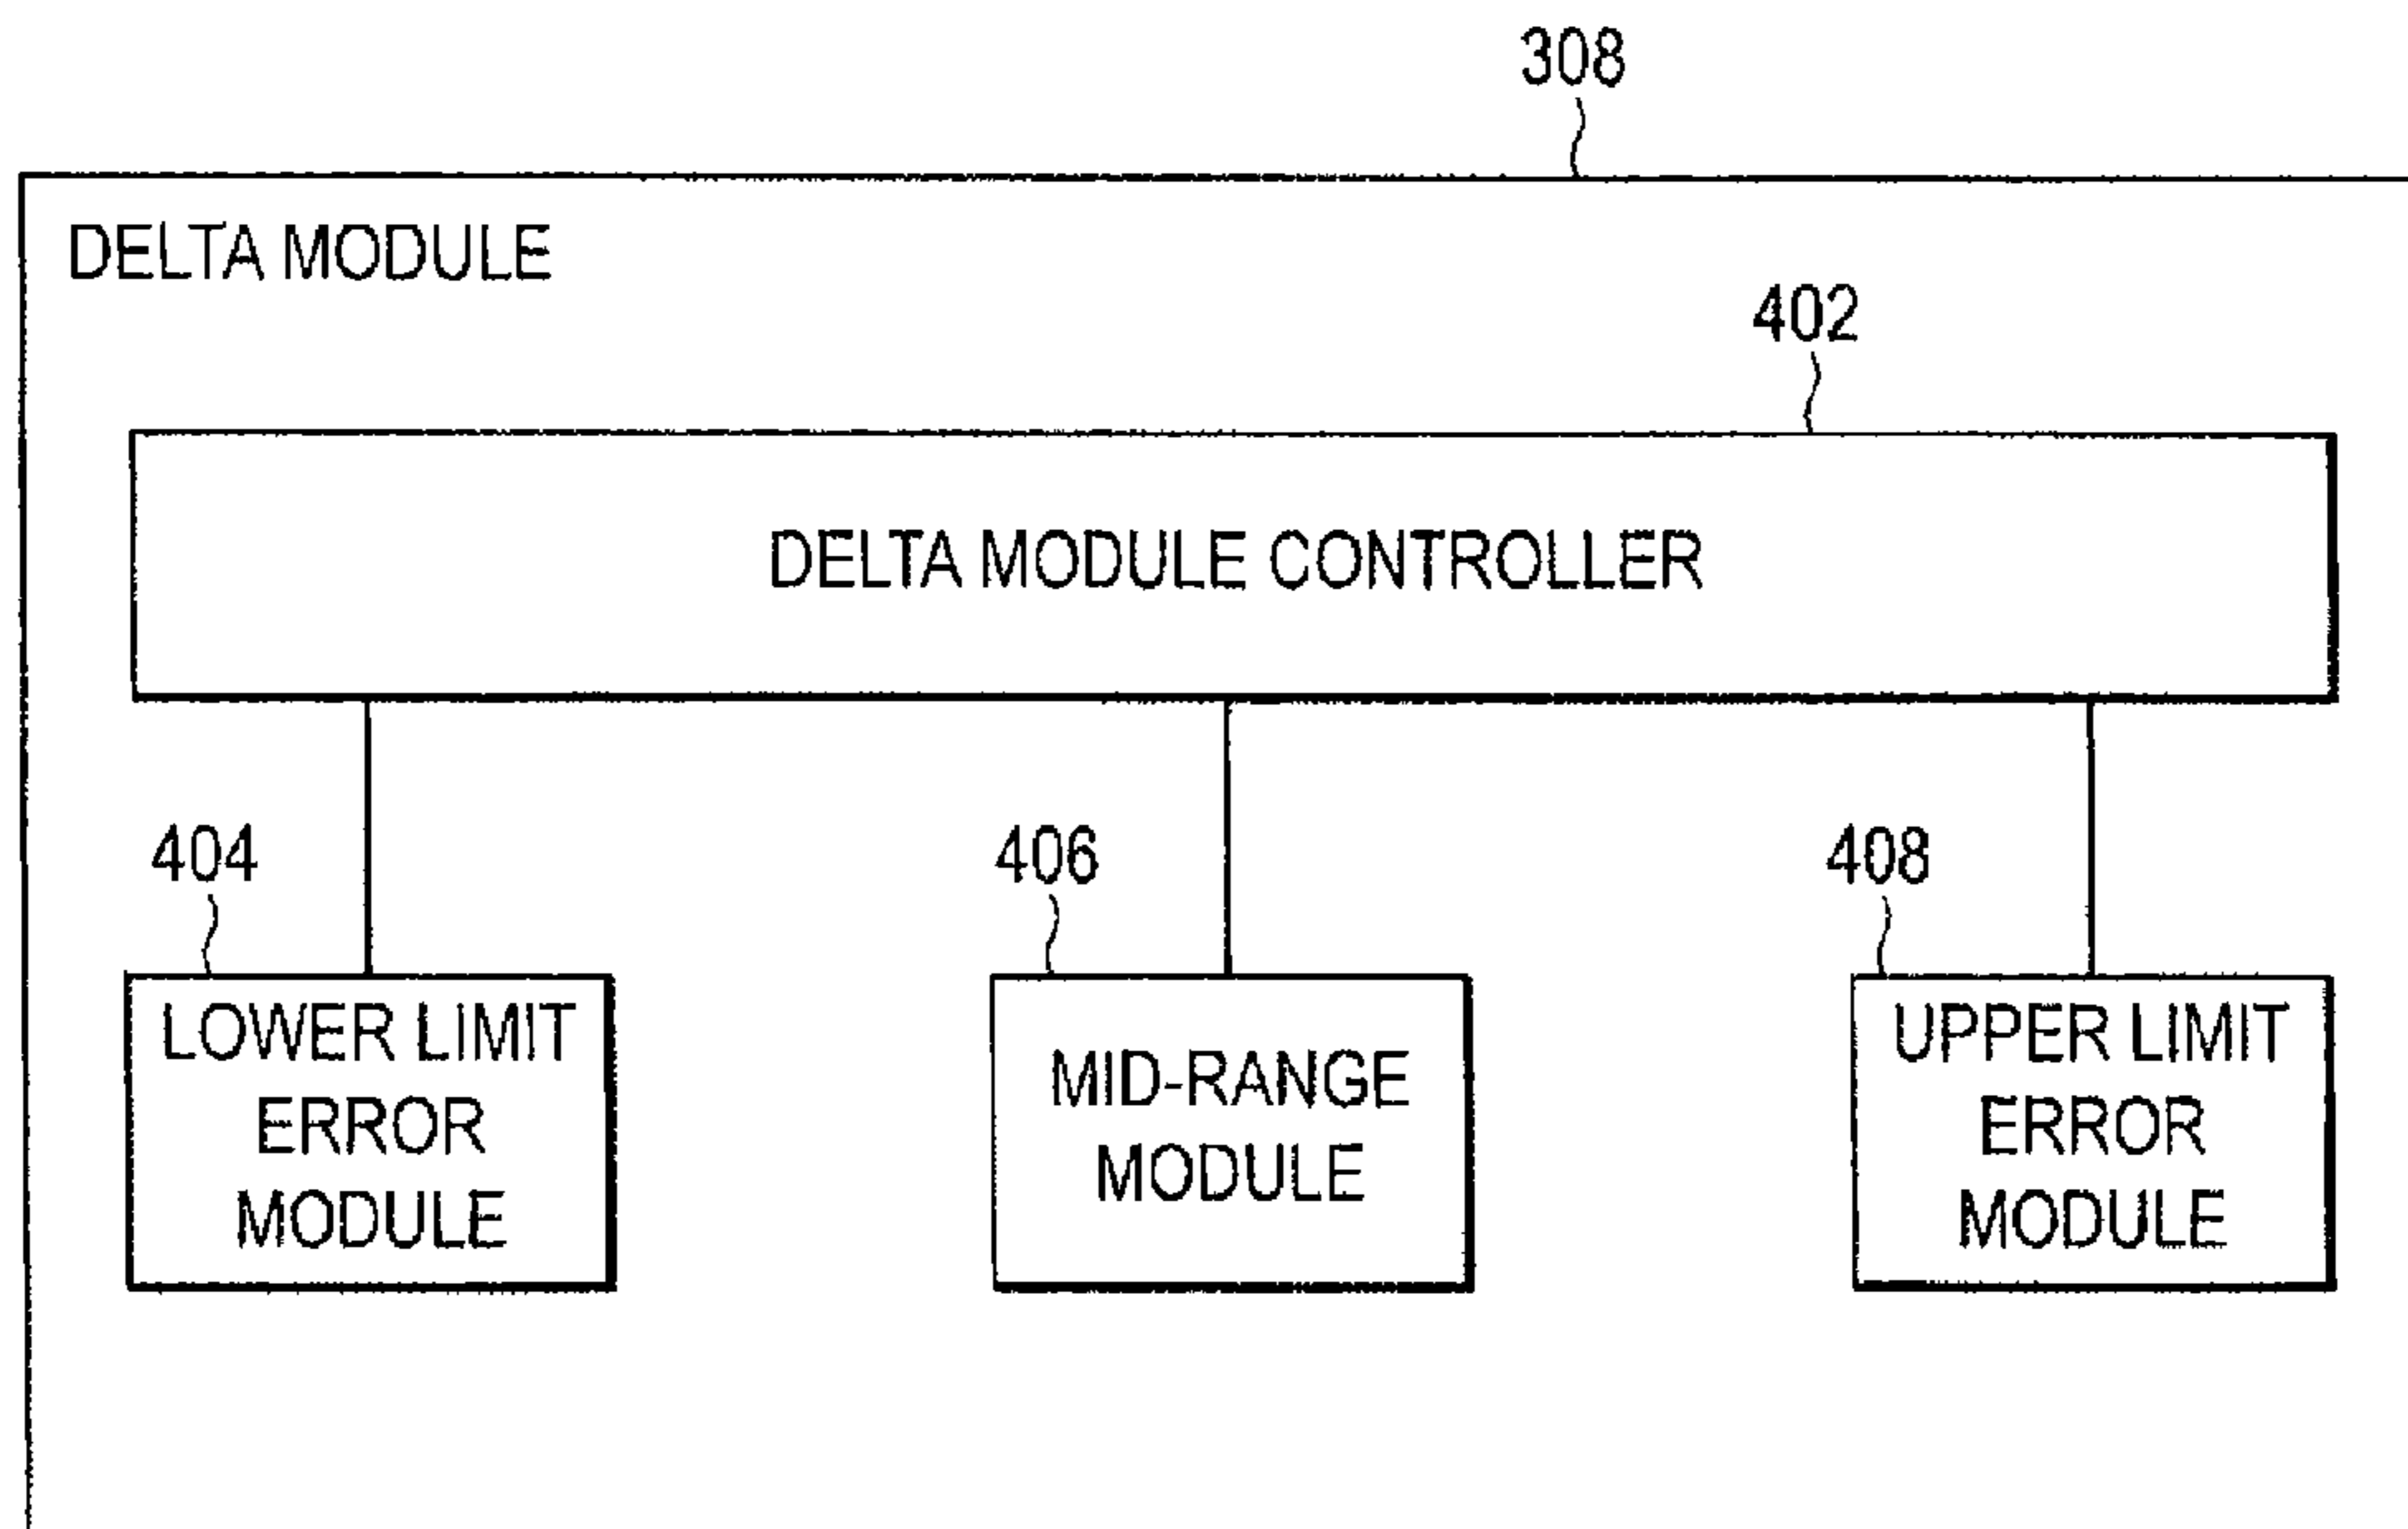 308
DELTA MODULE
402
DELTA MODULE CONTROLLER
404
406
408
LOWER LIMIT
ERROR
MODULE
MID-RANGE
MODULE
UPPER LIMIT
ERROR
MODULE